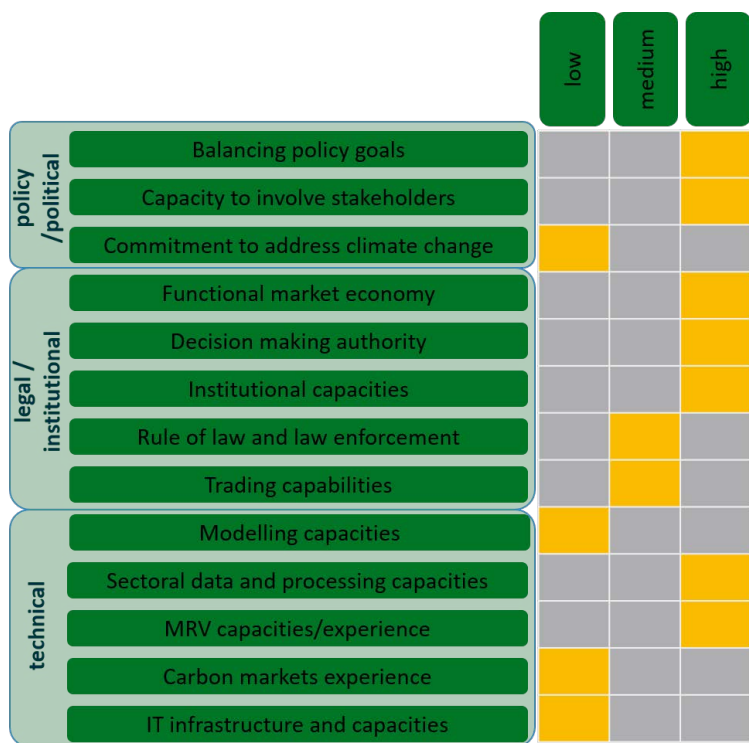 low
medium
high
policy
/political
Balancing policy goals
Capacity to involve stakeholders
Commitment to address climate change
legal /
institutional
Functional market economy
Decision making authority
Institutional capacities
Rule of law and law enforcement
Trading capabilities
technical
Modelling capacities
Sectoral data and processing capacities
MRV capacities/experience
Carbon markets experience
IT infrastructure and capacities